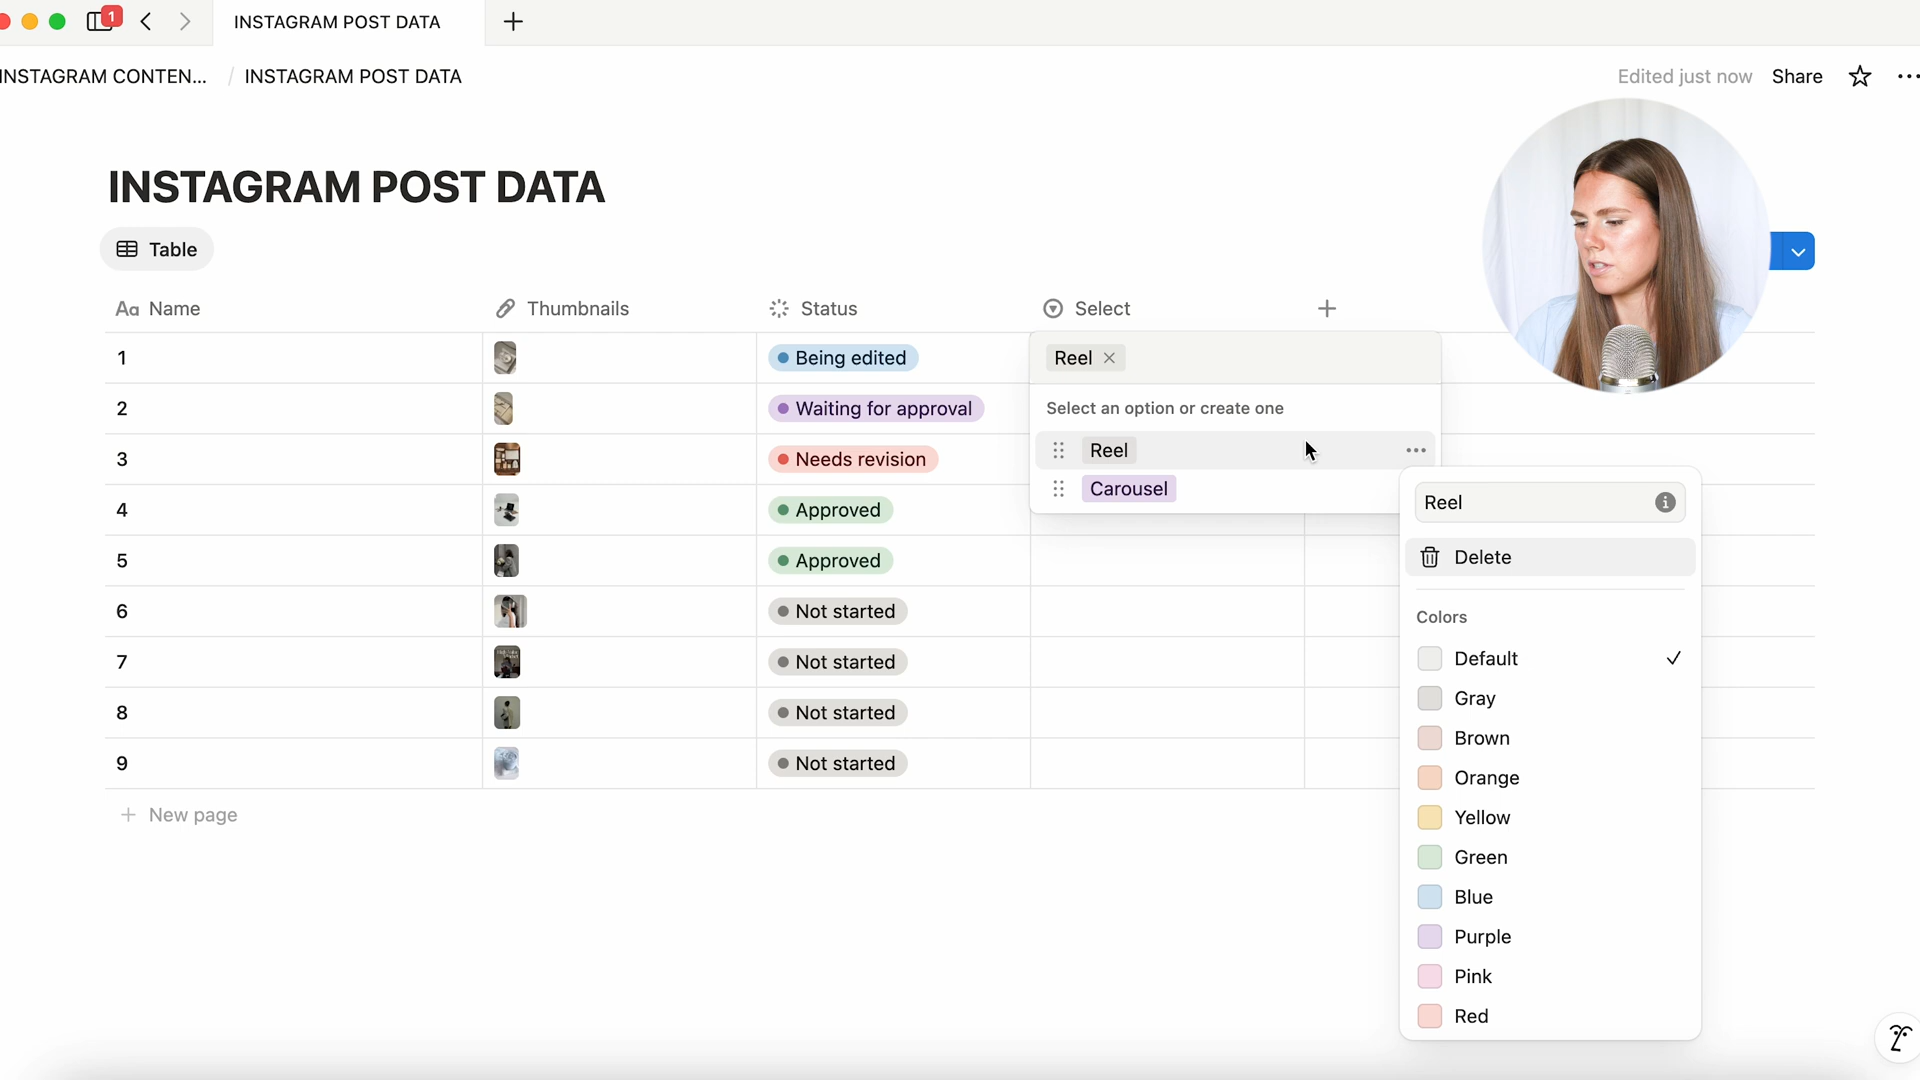 1
INSTAGRAM POST DATA
INSTAGRAM CONTEN... / INSTAGRAM POST DATA
Edited just now Share
INSTAGRAM POST DATA
Table
Aa Name Thumbnails Status Select
1 Being edited Reel
2 Waiting for approval Select an option or create one
3 Needs revision Reel
Carousel
Reel
4 Approved
Delete
5 Approved
6 Not started
Colors
7 Not started
Default
Gray
8 Not started
Brown
9 Not started
Orange
New page
Yellow
Green
Blue
Purple
Pink
Red